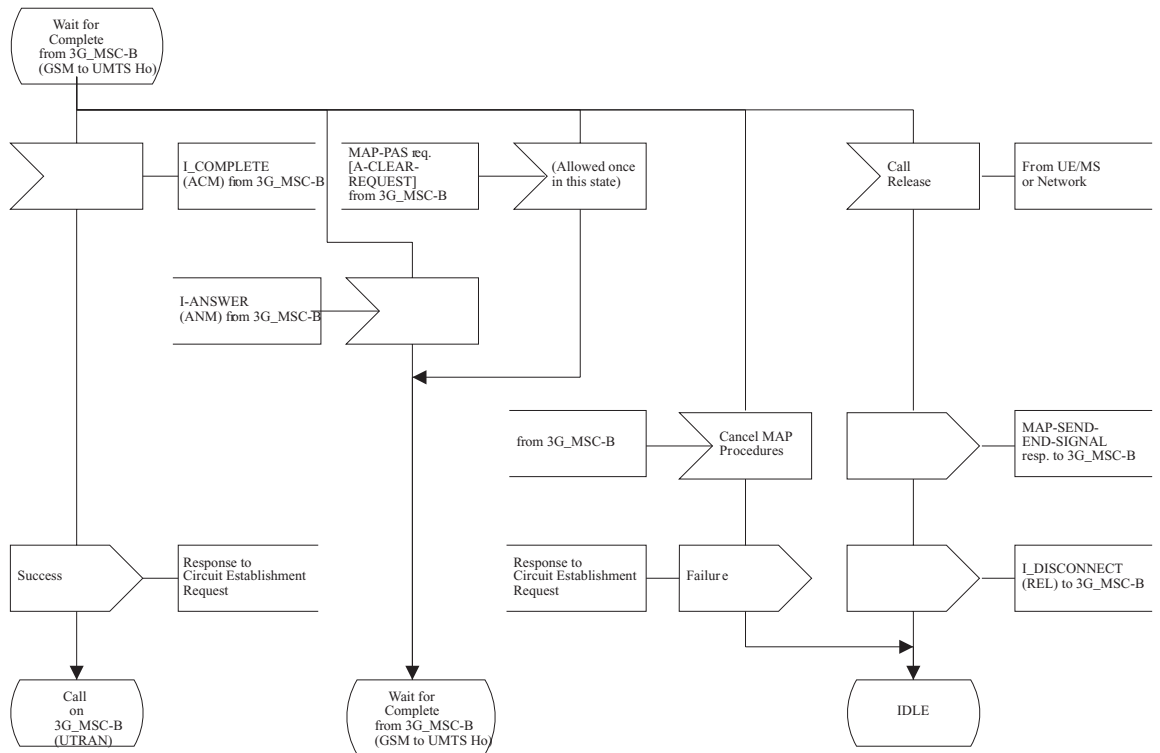 Wait for
Complete
from 3G_MSC-B
(GSM to UMTS Ho)
I_COMPLETE
(ACM) from 3G_MSC-B
MAP-PAS req.
[A-CLEAR-
REQUEST]
from 3G_MSC-B
(Allowed once
in this state)
Call
Release
From UE/MS
or Network
I-ANSWER
(ANM) from 3G_MSC-B
from 3G_MSC-B
Cancel MAP
Procedures
MAP-SEND-
END-SIGNAL
resp. to 3G_MSC-B
Success
Response to
Circuit Establishment
Request
Response to
Circuit Establishment
Request
Failure
I_DISCONNECT
(REL) to 3G_MSC-B
Call
on
3G_MSC-B
(UTRAN)
Wait for
Complete
from 3G_MSC-B
(GSM to UMTS Ho)
IDLE